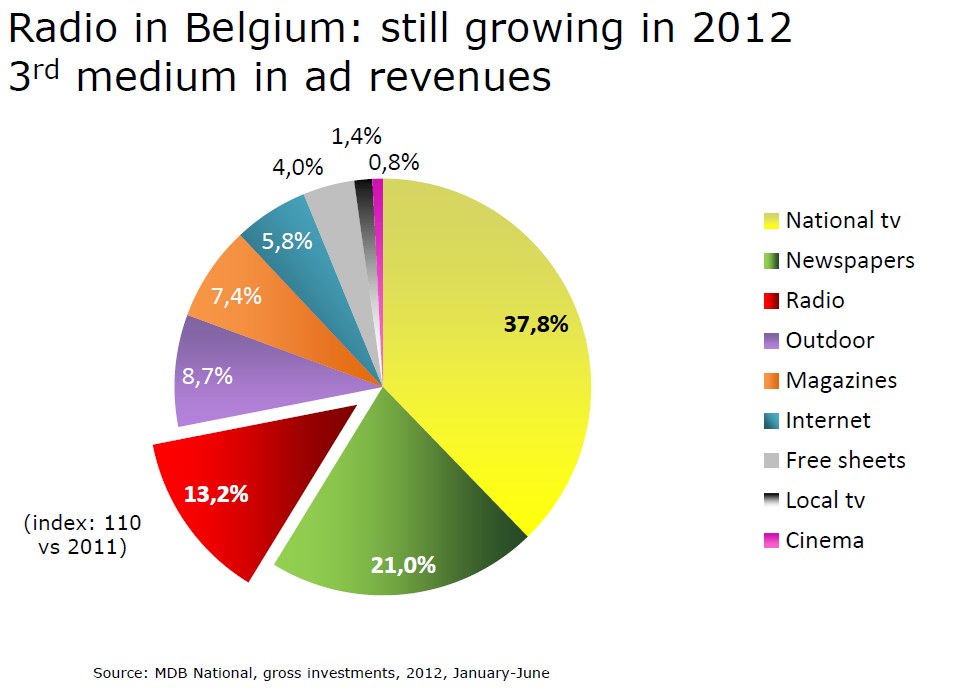 Radio in Belgium: still growing in 2012
3rd medium in ad revenues
1,4%
4,0%
0,8%
5,8%
7,4%
37,8%
8,7%
13,2%
21,0%
(index: 110
vs 2011)
National tv
Newspapers
Radio
Outdoor
Magazines
Internet
Free sheets
Local tv
Cinema
Source: MDB National, gross investments, 2012, January-June